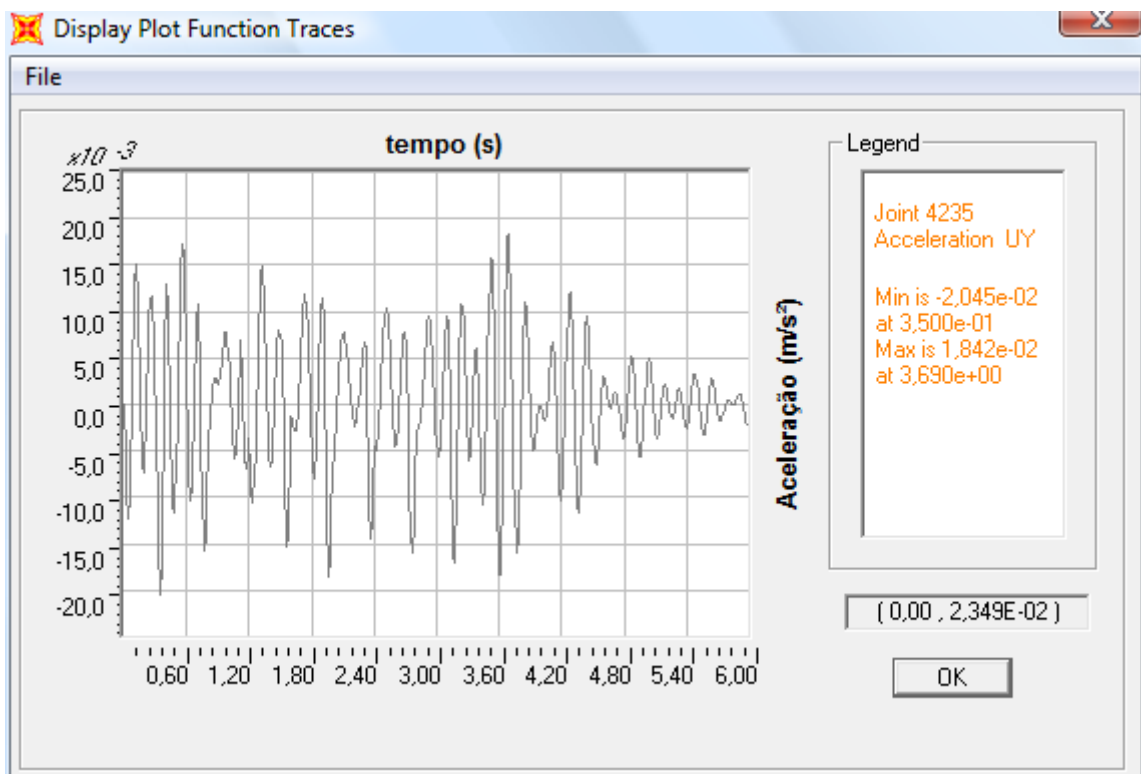 Display Plot Function Traces
X
File
tempo (s)
x10 -3
25,0
20,0
15,0
10,0
5,0
0,0
-5,0
-10,0
-15,0
-20,0
0,60 1,20 1,80 2,40 3,00 3,60 4,20 4,80 5,40 6,00
Aceleração (m/s²)
Legend
Joint 4235
Acceleration UY
Min is -2,045e-02
at 3,500e-01
Max is 1,842e-02
at 3,690e+00
( 0,00 , 2,349E-02 )
OK